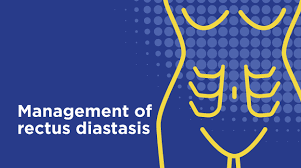 Management of
rectus diastasis